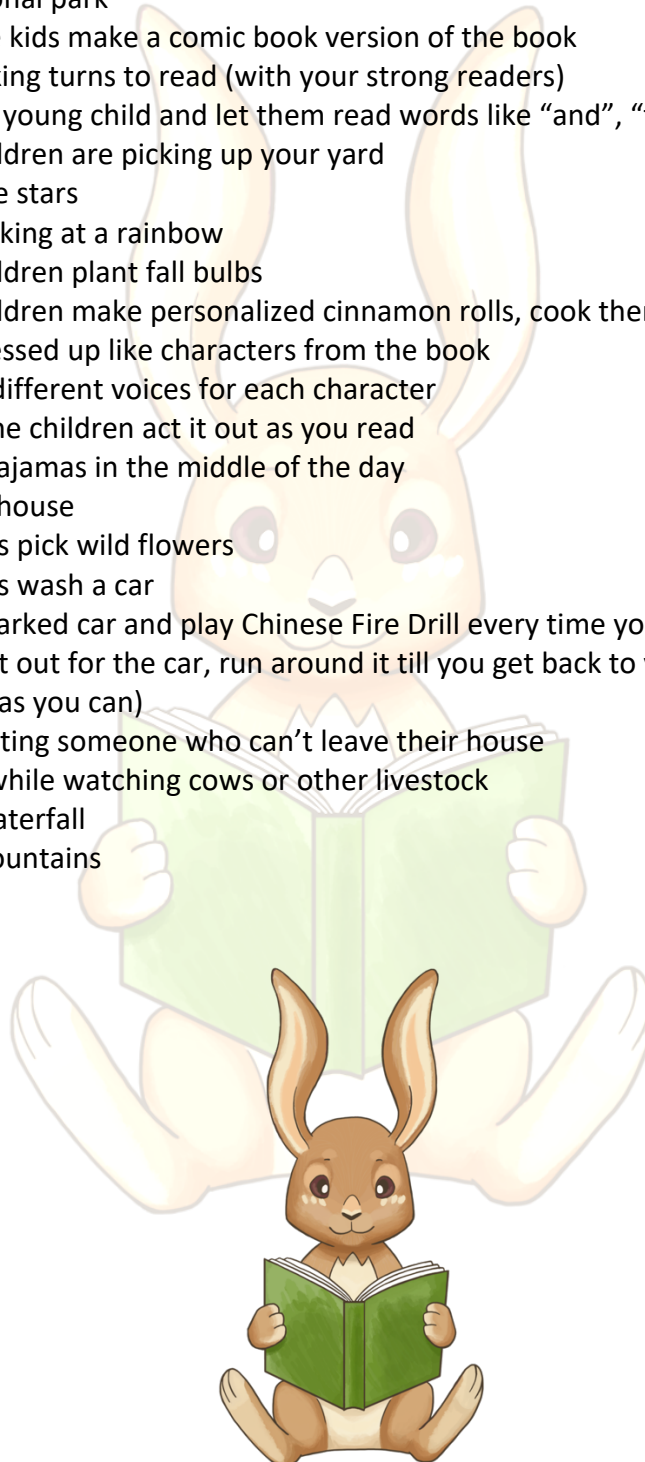 onal park
kids make a comic book version of the book
king turns to read (with your strong readers)
young child and let them read words like “and”, “
ldren are picking up your yard
e stars
king at a rainbow
ldren plant fall bulbs
ldren make personalized cinnamon rolls, cook the
essed up like characters from the book
different voices for each character
he children act it out as you read
ajamas in the middle of the day
house
s pick wild flowers
s wash a car
arked car and play Chinese Fire Drill every time yo
t out for the car, run around it till you get back to
as you can)
ting someone who can’t leave their house
while watching cows or other livestock
aterfall
ountains